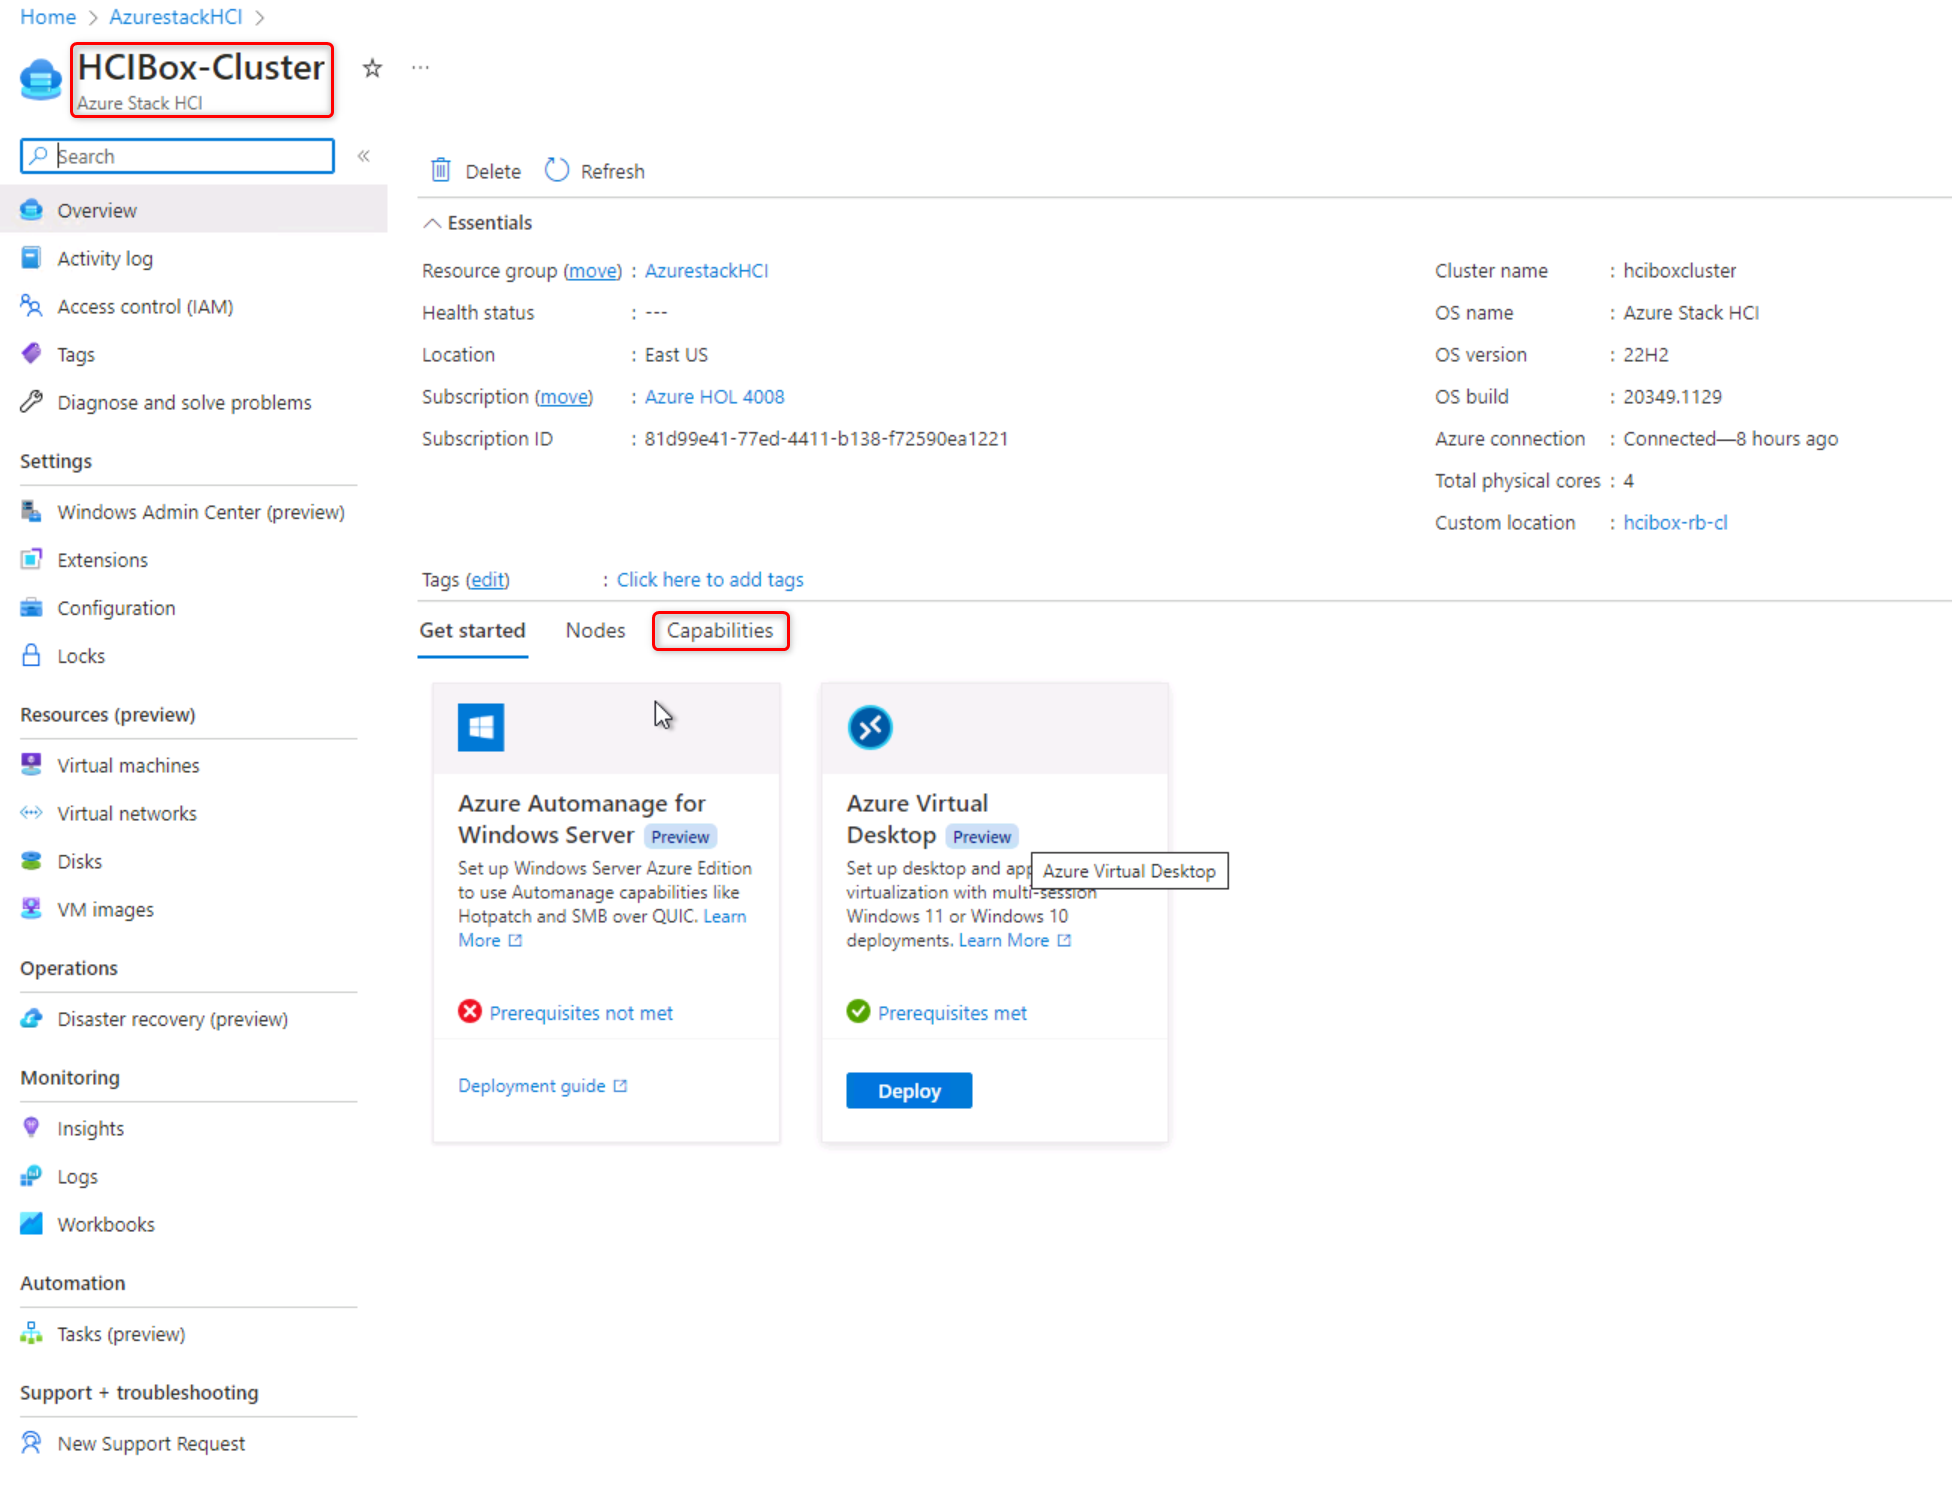 Home > AzurestackHCI >
HCIBox-Cluster
Azure Stack HCI
☆ ...
Search «
Overview
Activity log
Access control (IAM)
Tags
Diagnose and solve problems
Settings
Windows Admin Center (preview)
Extensions
Configuration
Locks
Resources (preview)
Virtual machines
Virtual networks
Disks
VM images
Operations
Disaster recovery (preview)
Monitoring
Insights
Logs
Workbooks
Automation
Tasks (preview)
Support + troubleshooting
New Support Request
Delete Refresh
Essentials
Resource group (move) : AzurestackHCI
Health status : ---
Location : East US
Subscription (move) : Azure HOL 4008
Subscription ID : 81d99e41-77ed-4411-b138-f72590ea1221
Cluster name : hciboxcluster
OS name : Azure Stack HCI
OS version : 22H2
OS build : 20349.1129
Azure connection : Connected—8 hours ago
Total physical cores : 4
Custom location : hcibox-rb-cl
Tags (edit) : Click here to add tags
Get started Nodes Capabilities
Azure Automanage for
Windows Server Preview
Set up Windows Server Azure Edition
to use Automanage capabilities like
Hotpatch and SMB over QUIC. Learn
More
Prerequisites not met
Deployment guide
Azure Virtual
Desktop Preview
Set up desktop and app
virtualization with multi-session
Windows 11 or Windows 10
deployments. Learn More
Azure Virtual Desktop
Prerequisites met
Deploy